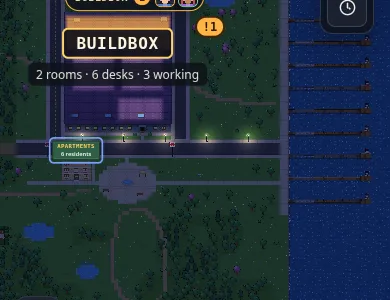 !1
BUILDBOX
2 rooms · 6 desks · 3 working
APARTMENTS
6 residents